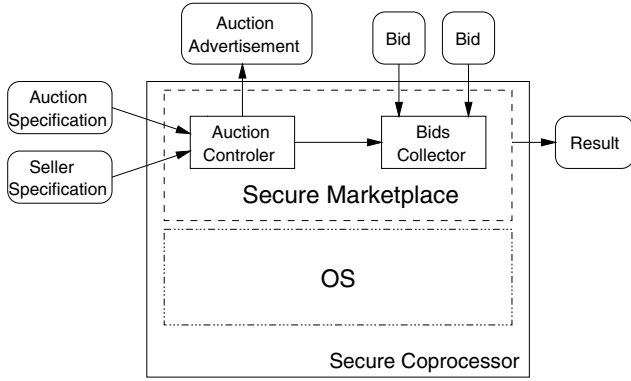 Auction
Advertisement
Bid
Bid
Auction
Specification
Seller
Specification
Auction
Controler
Bids
Collector
Result
Secure Marketplace
OS
Secure Coprocessor